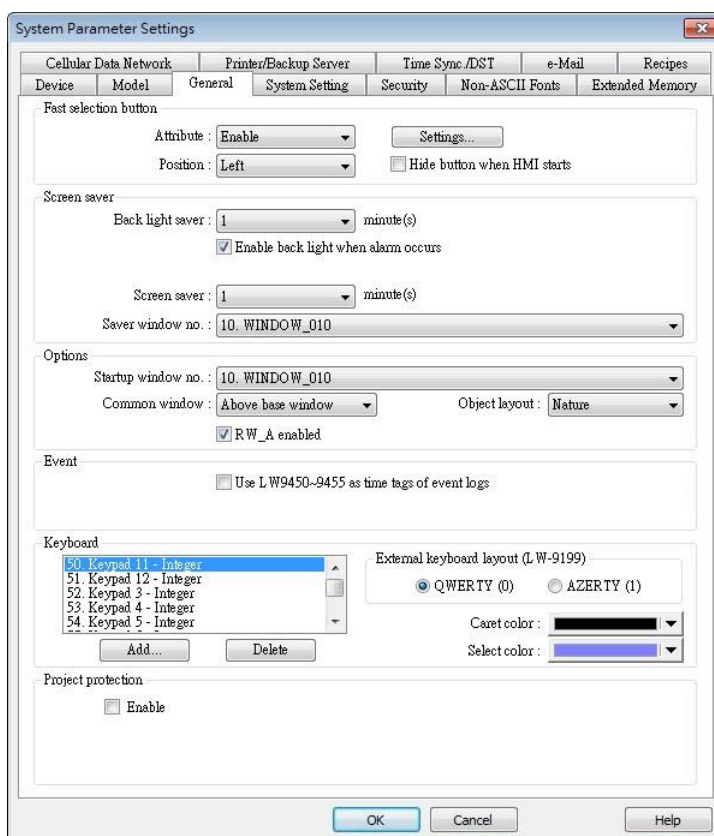 System Parameter Settings
Cellular Data Network Printer/Backup Server Time Sync./DST e-Mail Recipes
Device Model General System Setting Security Non-ASCII Fonts Extended Memory
Fast selection button
Attribute : Enable Settings...
Position : Left Hide button when HMI starts
Screen saver
Back light saver : 1 minute(s)
Enable back light when alarm occurs
Screen saver : 1 minute(s)
Saver window no. : 10. WINDOW_010
Options
Startup window no. : 10. WINDOW_010
Common window : Above base window Object layout : Nature
RW_A enabled
Event
Use LW9450~9455 as time tags of event logs
Keyboard
50. Keypad 11 - Integer
51. Keypad 12 - Integer
52. Keypad 3 - Integer
53. Keypad 4 - Integer
54. Keypad 5 - Integer
External keyboard layout (LW-9199)
QWERTY (0) AZERTY (1)
Caret color :
Add... Delete Select color :
Project protection
Enable
OK Cancel Help